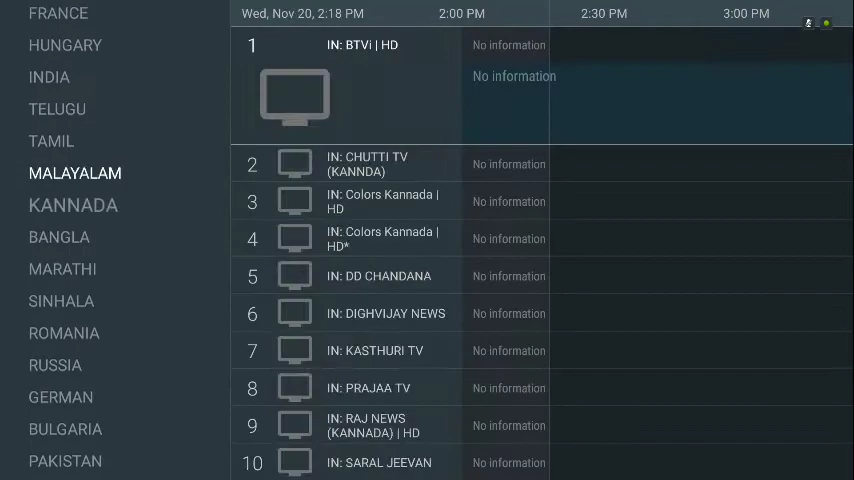 FRANCE
HUNGARY
INDIA
TELUGU
TAMIL
MALAYALAM
KANNADA
BANGLA
MARATHI
SINHALA
ROMANIA
RUSSIA
GERMAN
BULGARIA
PAKISTAN
Wed, Nov 20, 2:18 PM 2:00 PM 2:30 PM 3:00 PM
1 IN: BTVi | HD No information
No information
2 IN: CHUTTI TV
(KANNDA) No information
3 IN: Colors Kannada |
HD No information
4 IN: Colors Kannada |
HD* No information
5 IN: DD CHANDANA No information
6 IN: DIGHVIJAY NEWS No information
7 IN: KASTHURI TV No information
8 IN: PRAJAA TV No information
9 IN: RAJ NEWS
(KANNADA) | HD No information
10 IN: SARAL JEEVAN No information